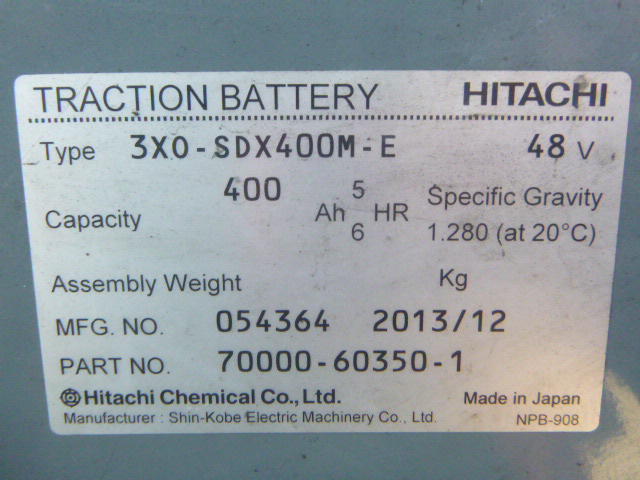 TRACTION BATTERY HITACHI
Type 3X0-SDX400M-E 48 V
Capacity 400 Ah 5 HR Specific Gravity
6 1.280 (at 20°C)
Assembly Weight Kg
MFG. NO. 054364 2013/12
PART NO. 70000-60350-1
Hitachi Chemical Co., Ltd. Made in Japan
Manufacturer : Shin-Kobe Electric Machinery Co., Ltd. NPB-908